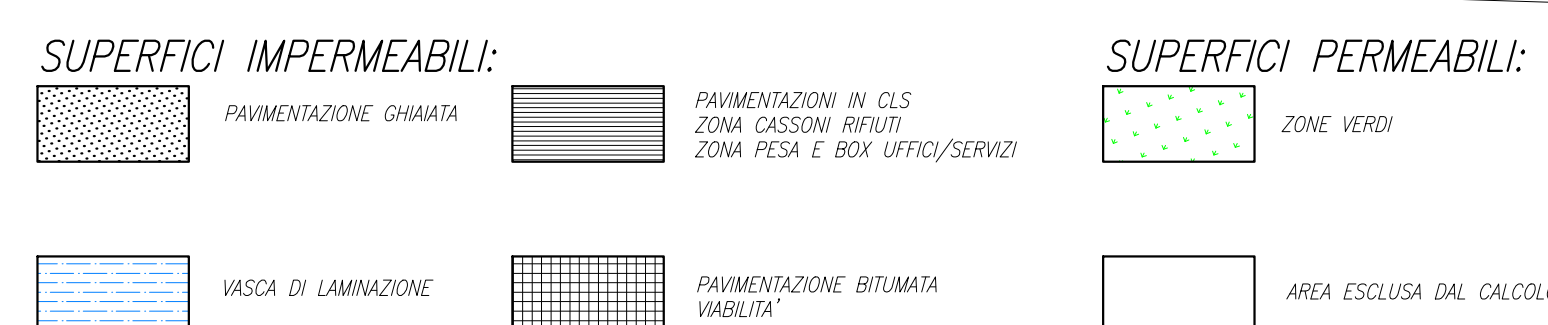 SUPERFICI IMPERMEABILI:
PAVIMENTAZIONE GHIAIATA
PAVIMENTAZIONI IN CLS
ZONA CASSONI RIFIUTI
ZONA PESA E BOX UFFICI/SERVIZI
VASCA DI LAMINAZIONE
PAVIMENTAZIONE BITUMATA
VIABILITA'
SUPERFICI PERMEABILI:
ZONE VERDI
AREA ESCLUSA DAL CALCOLO